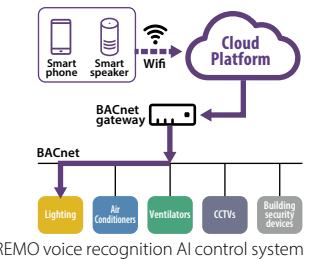 Smart
phone
Smart
speaker
Wifi
Cloud
Platform
BACnet
gateway
BACnet
Lighting
Air
Conditioners
Ventilators
CCTVs
Building
security
devices
REMO voice recognition AI control system